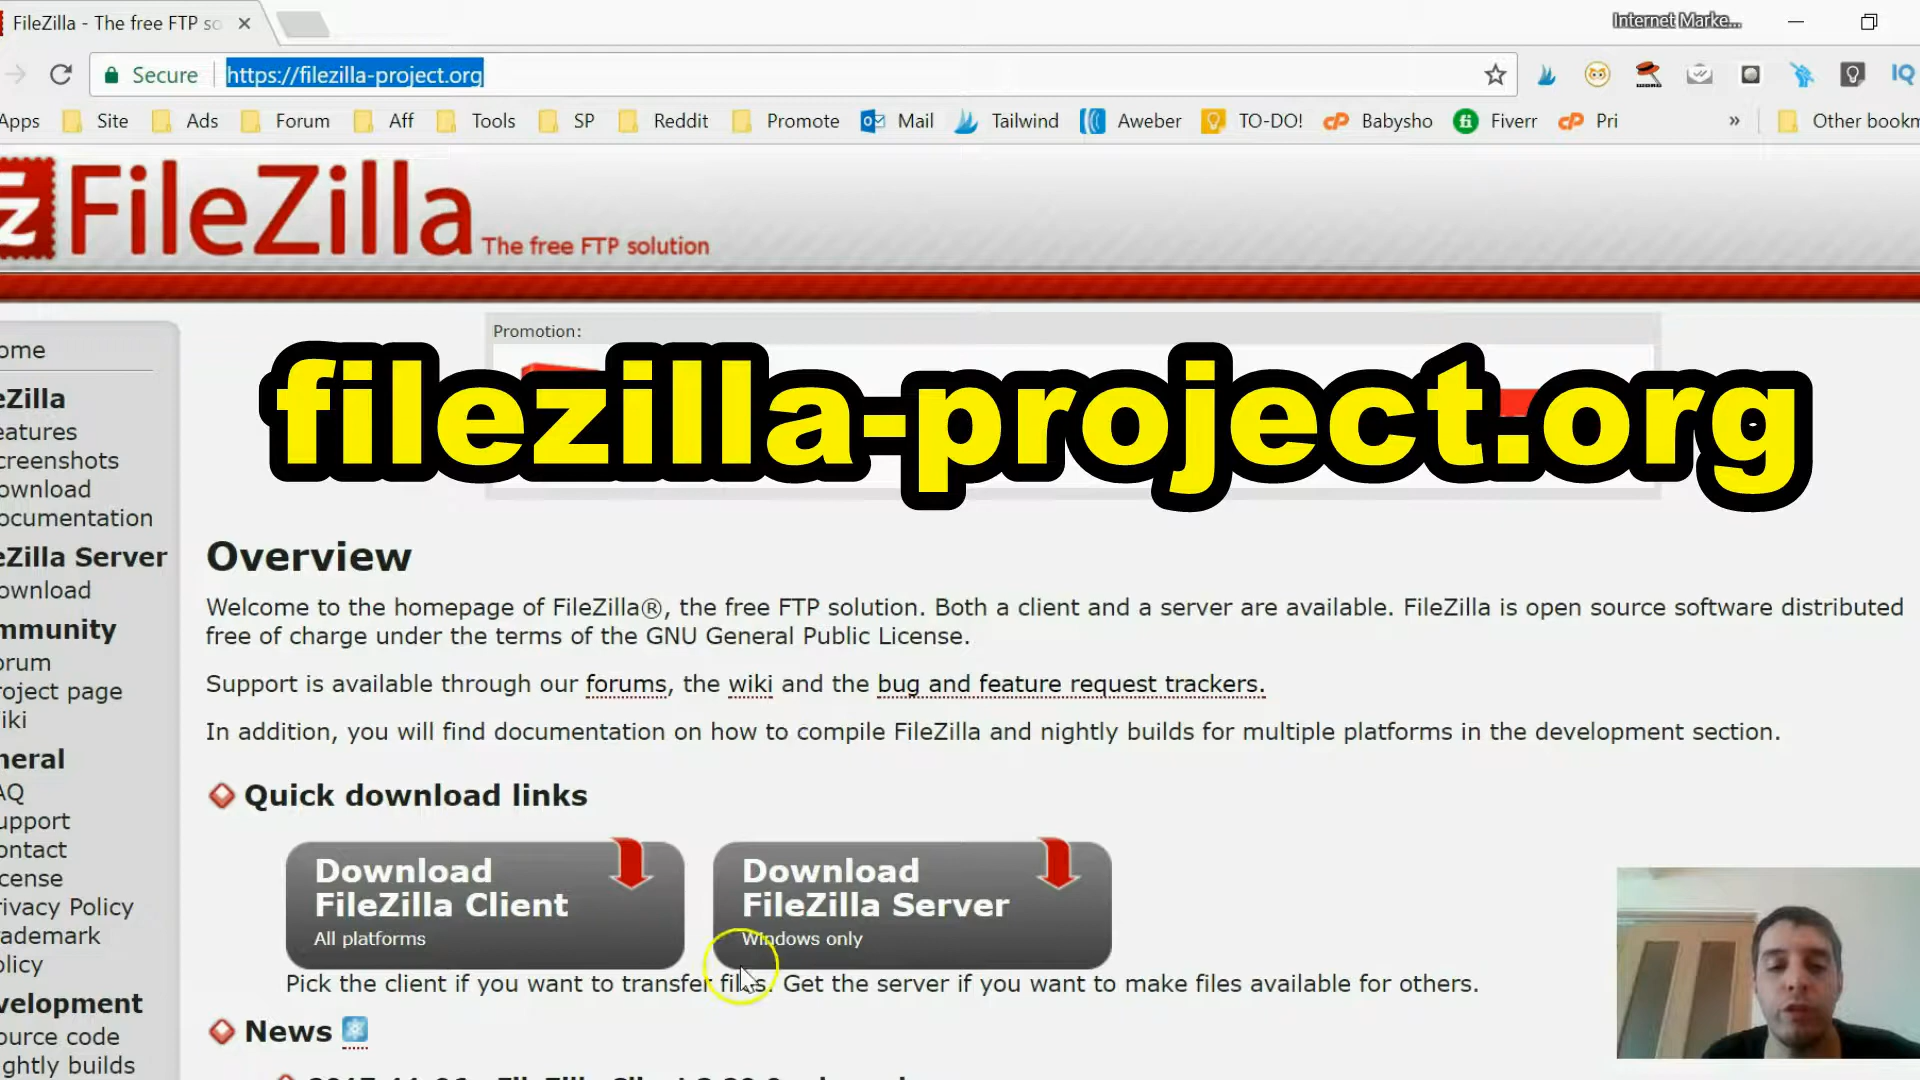 FileZilla - The free FTP so
Internet Marke...
Secure
https://filezilla-project.org
Apps
Site
Ads
Forum
Aff
Tools
SP
Reddit
Promote
Mail
Tailwind
Aweber
TO-DO!
Babysho
Fiverr
Pri
»
Other bookm
FileZilla The free FTP solution
Promotion:
filezilla-project.org
ome
eZilla
eatures
creenshots
ownload
ocumentation
eZilla Server
ownload
mmunity
orum
roject page
iki
neral
AQ
upport
ontact
cense
rivacy Policy
rademark
olicy
velopment
ource code
ightly builds
Overview
Welcome to the homepage of FileZilla®, the free FTP solution. Both a client and a server are available. FileZilla is open source software distributed
free of charge under the terms of the GNU General Public License.
Support is available through our forums, the wiki and the bug and feature request trackers.
In addition, you will find documentation on how to compile FileZilla and nightly builds for multiple platforms in the development section.
Quick download links
Download
FileZilla Client
All platforms
Download
FileZilla Server
Windows only
Pick the client if you want to transfer files. Get the server if you want to make files available for others.
News